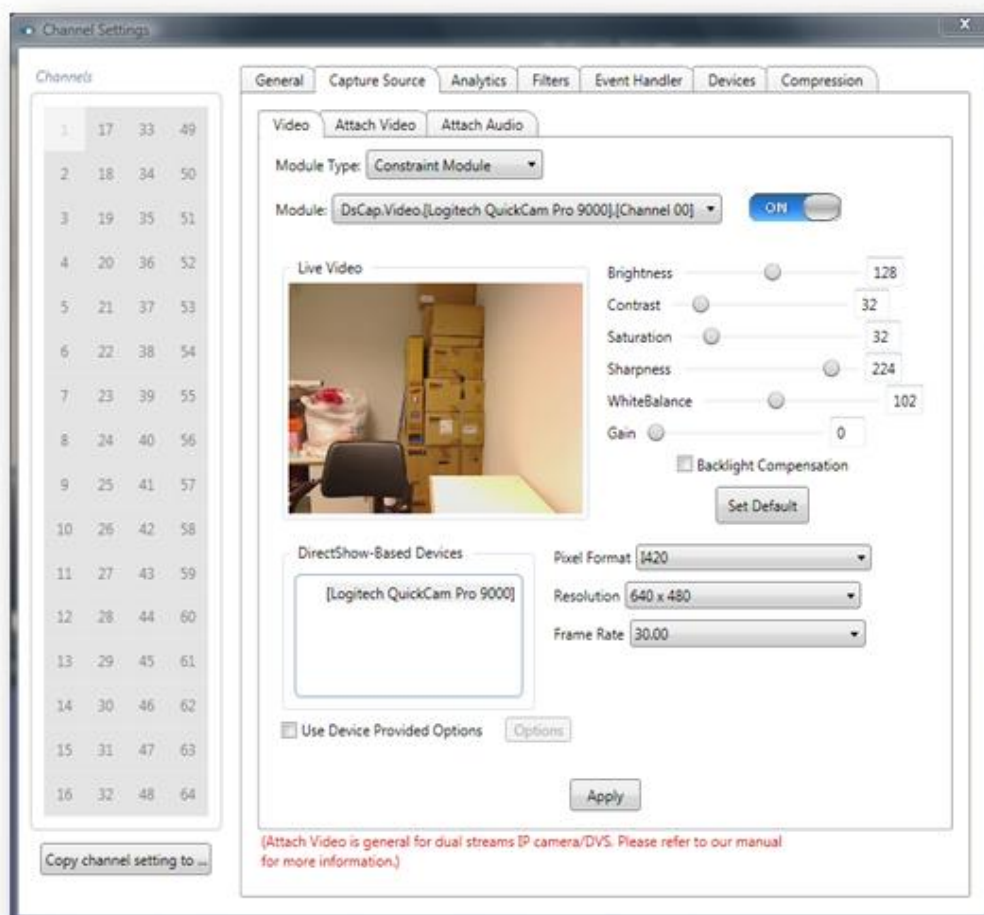 Channel Settings
x
Channels
General Capture Source Analytics Filters Event Handler Devices Compression
1 17 33 49
2 18 34 50
3 19 35 51
4 20 36 52
5 21 37 53
6 22 38 54
7 23 39 55
8 24 40 56
9 25 41 57
10 26 42 58
11 27 43 59
12 28 44 60
13 29 45 61
14 30 46 62
15 31 47 63
16 32 48 64
Copy channel setting to ...
Video Attach Video Attach Audio
Module Type: Constraint Module
Module: DsCap.Video.[Logitech QuickCam Pro 9000].[Channel 00] ON
Live Video
Brightness 128
Contrast 32
Saturation 32
Sharpness 224
WhiteBalance 102
Gain 0
Backlight Compensation
Set Default
DirectShow-Based Devices
[Logitech QuickCam Pro 9000]
Pixel Format I420
Resolution 640 x 480
Frame Rate 30.00
Use Device Provided Options Options
Apply
(Attach Video is general for dual streams IP camera/DVS. Please refer to our manual
for more information.)